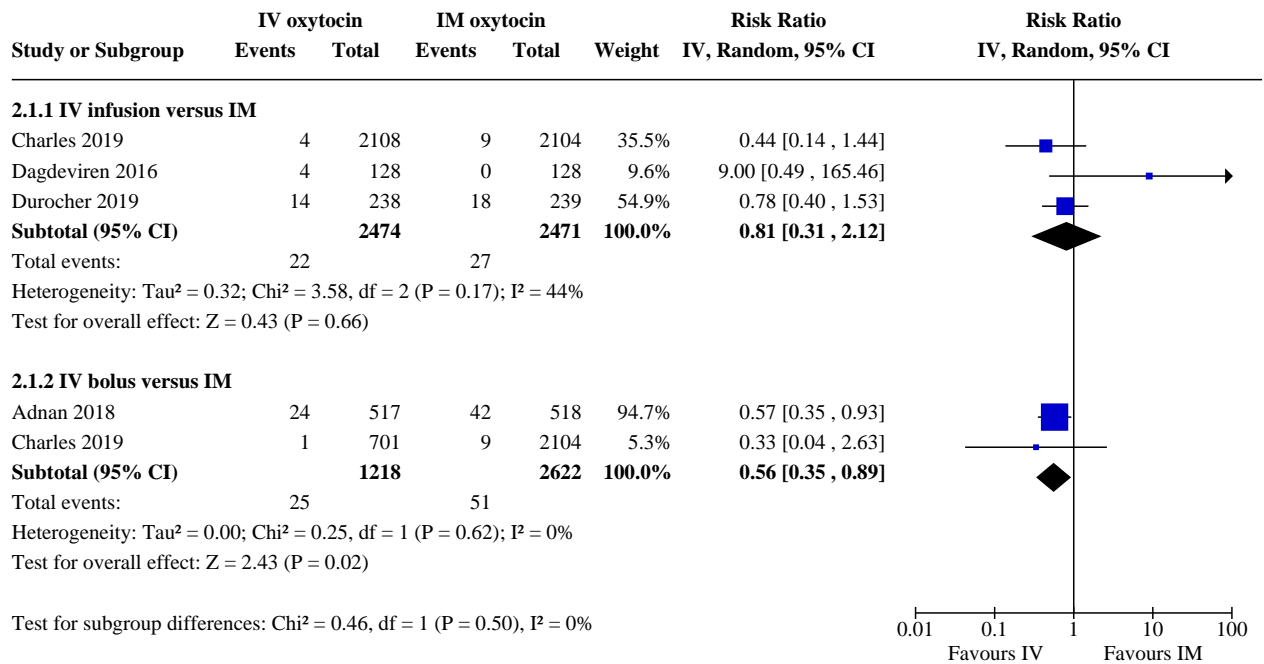 IV oxytocin IM oxytocin Risk Ratio Risk Ratio
Study or Subgroup Events Total Events Total Weight IV, Random, 95% CI IV, Random, 95% CI
2.1.1 IV infusion versus IM
Charles 2019 4 2108 9 2104 35.5% 0.44 [0.14 , 1.44]
Dagdeviren 2016 4 128 0 128 9.6% 9.00 [0.49 , 165.46]
Durocher 2019 14 238 18 239 54.9% 0.78 [0.40 , 1.53]
Subtotal (95% CI) 2474 2471 100.0% 0.81 [0.31 , 2.12]
Total events: 22 27
Heterogeneity: Tau² = 0.32; Chi² = 3.58, df = 2 (P = 0.17); I² = 44%
Test for overall effect: Z = 0.43 (P = 0.66)
2.1.2 IV bolus versus IM
Adnan 2018 24 517 42 518 94.7% 0.57 [0.35 , 0.93]
Charles 2019 1 701 9 2104 5.3% 0.33 [0.04 , 2.63]
Subtotal (95% CI) 1218 2622 100.0% 0.56 [0.35 , 0.89]
Total events: 25 51
Heterogeneity: Tau² = 0.00; Chi² = 0.25, df = 1 (P = 0.62); I² = 0%
Test for overall effect: Z = 2.43 (P = 0.02)
Test for subgroup differences: Chi² = 0.46, df = 1 (P = 0.50), I² = 0%
0.01 0.1 1 10 100
Favours IV Favours IM